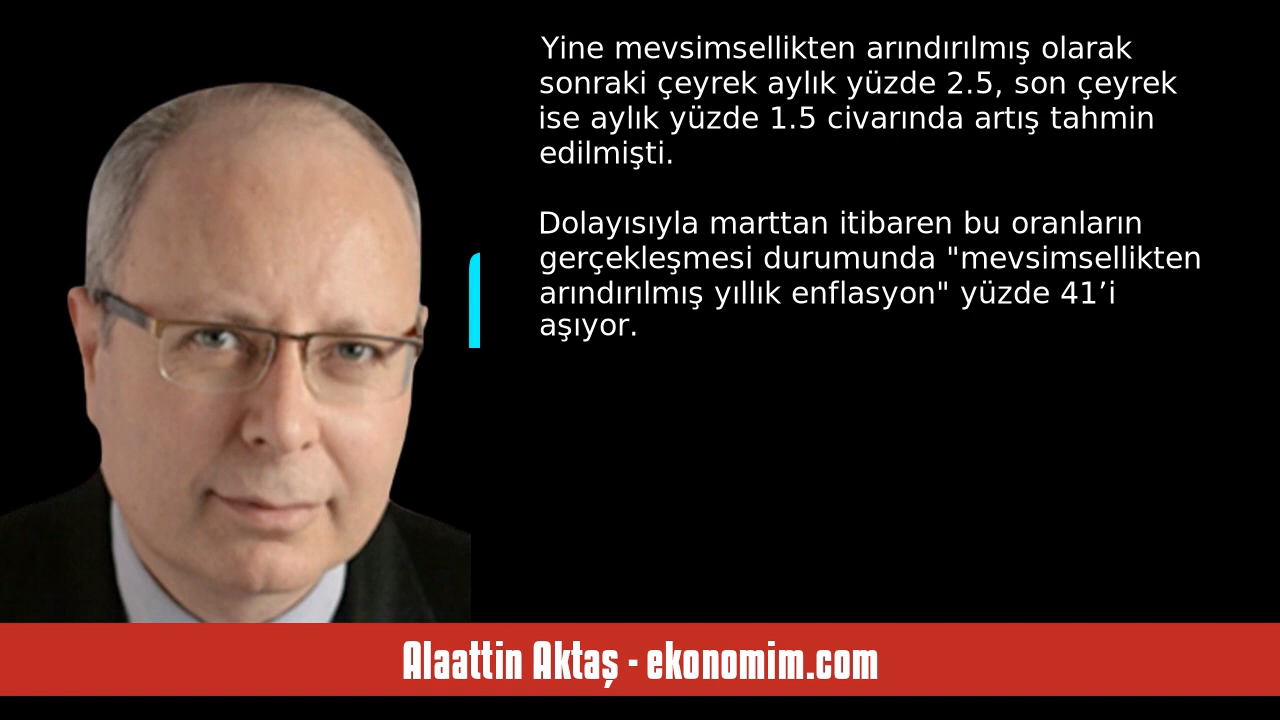 Yine mevsimsellikten arındırılmış olarak
sonraki çeyrek aylık yüzde 2.5, son çeyrek
ise aylık yüzde 1.5 civarında artış tahmin
edilmişti.
Dolayısıyla marttan itibaren bu oranların
gerçekleşmesi durumunda "mevsimsellikten
arındırılmış yıllık enflasyon" yüzde 41’i
aşıyor.
Alaattin Aktaş - ekonomim.com